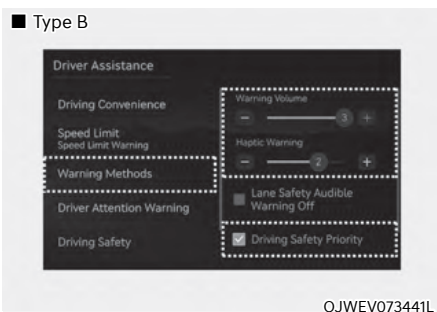 ■ Type B
Driver Assistance
Driving Convenience
Speed Limit
Speed Limit Warning
Warning Methods
Driver Attention Warning
Driving Safety
Warning Volume
− 3 +
Haptic Warning
− 2 +
Lane Safety Audible
Warning Off
Driving Safety Priority
OJWEV073441L